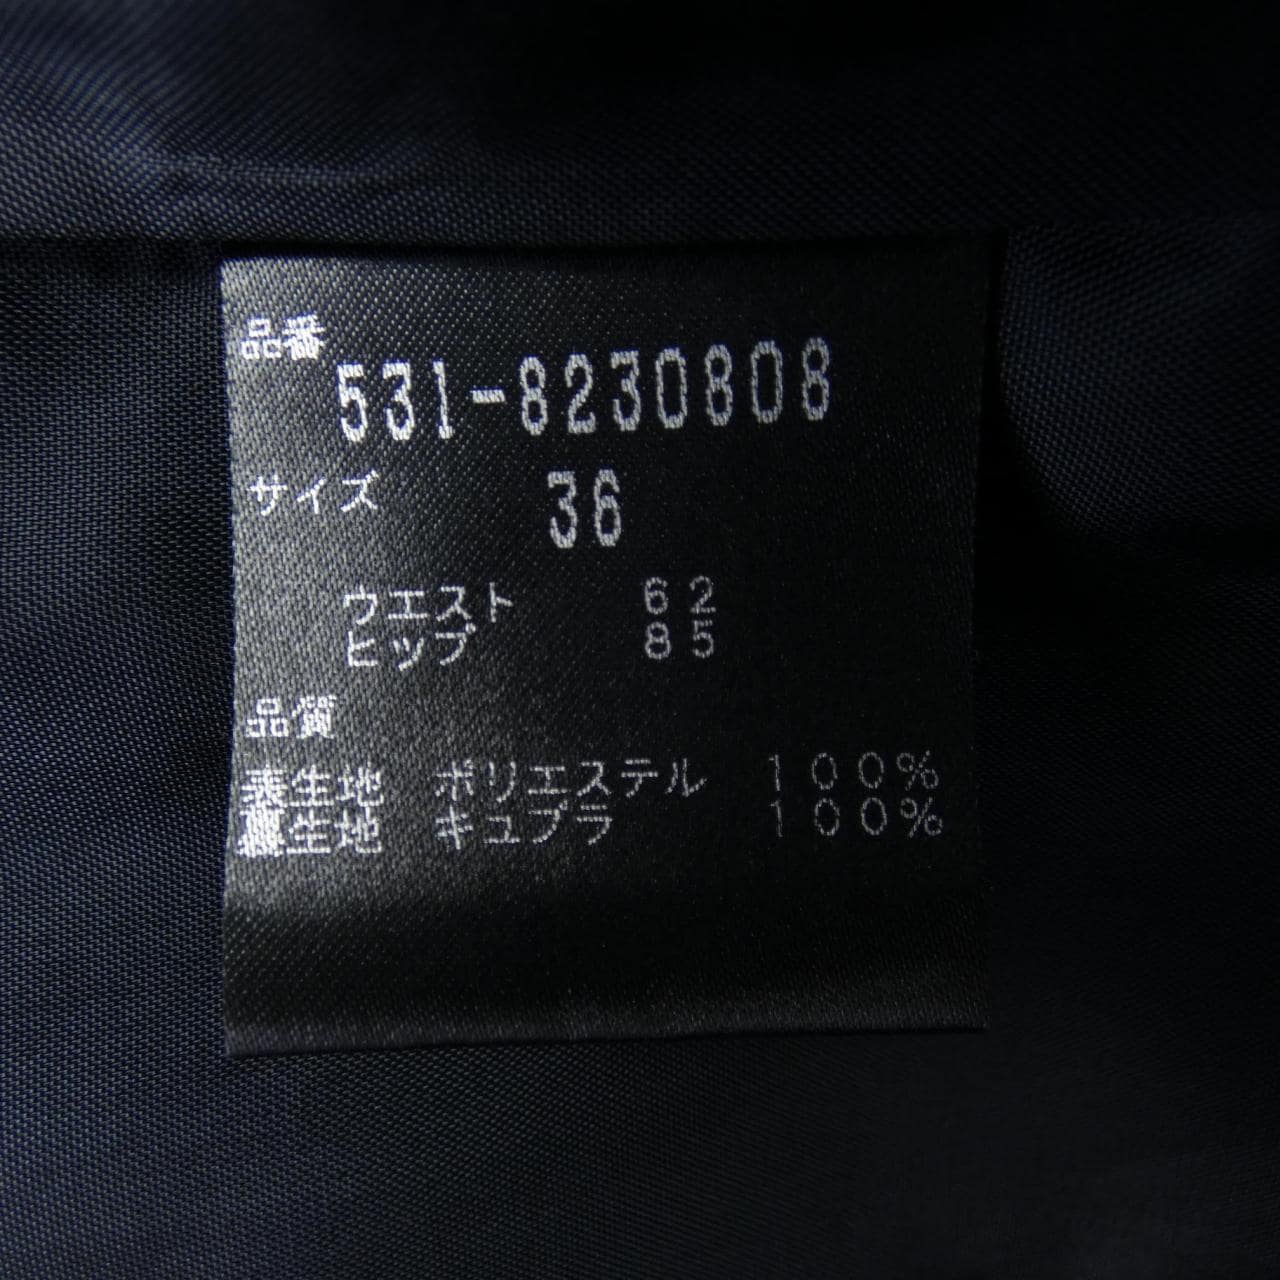 品番
531-8230808
サイズ 36
ウエスト 62
ヒップ 85
品質
表生地 ポリエステル 100%
裏生地 キュプラ 100%